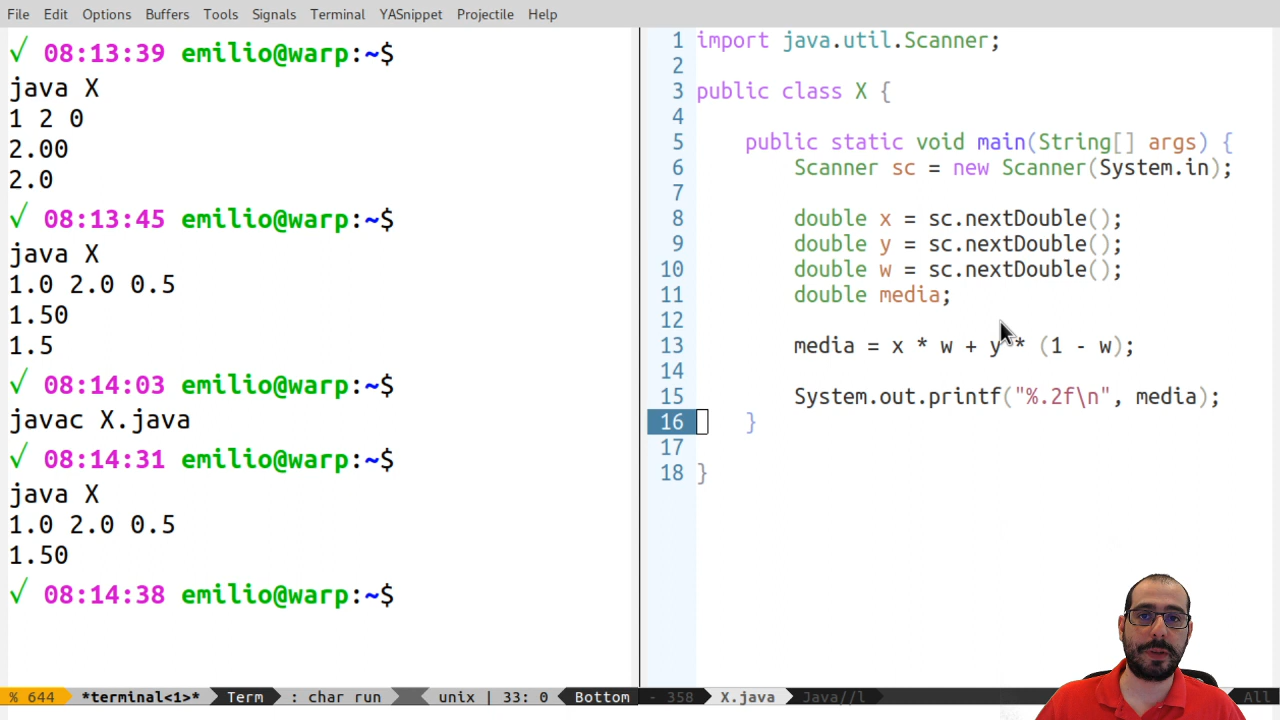 File Edit Options Buffers Tools Signals Terminal YASnippet Projectile Help
✓ 08:13:39 emilio@warp:~$
java X
1 2 0
2.00
2.0
✓ 08:13:45 emilio@warp:~$
java X
1.0 2.0 0.5
1.50
1.5
✓ 08:14:03 emilio@warp:~$
javac X.java
✓ 08:14:31 emilio@warp:~$
java X
1.0 2.0 0.5
1.50
✓ 08:14:38 emilio@warp:~$
% 644 *terminal<1>* Term : char run unix | 33: 0 Bottom
1 import java.util.Scanner;
2
3 public class X {
4
5 public static void main(String[] args) {
6 Scanner sc = new Scanner(System.in);
7
8 double x = sc.nextDouble();
9 double y = sc.nextDouble();
10 double w = sc.nextDouble();
11 double media;
12
13 media = x * w + y * (1 - w);
14
15 System.out.printf("%.2f\n", media);
16 }
17
18 }
- 358 X.java Java//l All